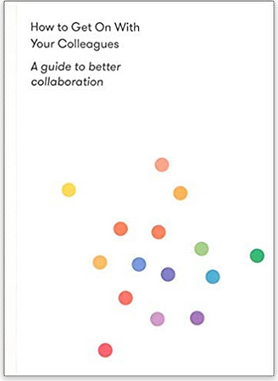 How to Get On With
Your Colleagues
A guide to better
collaboration